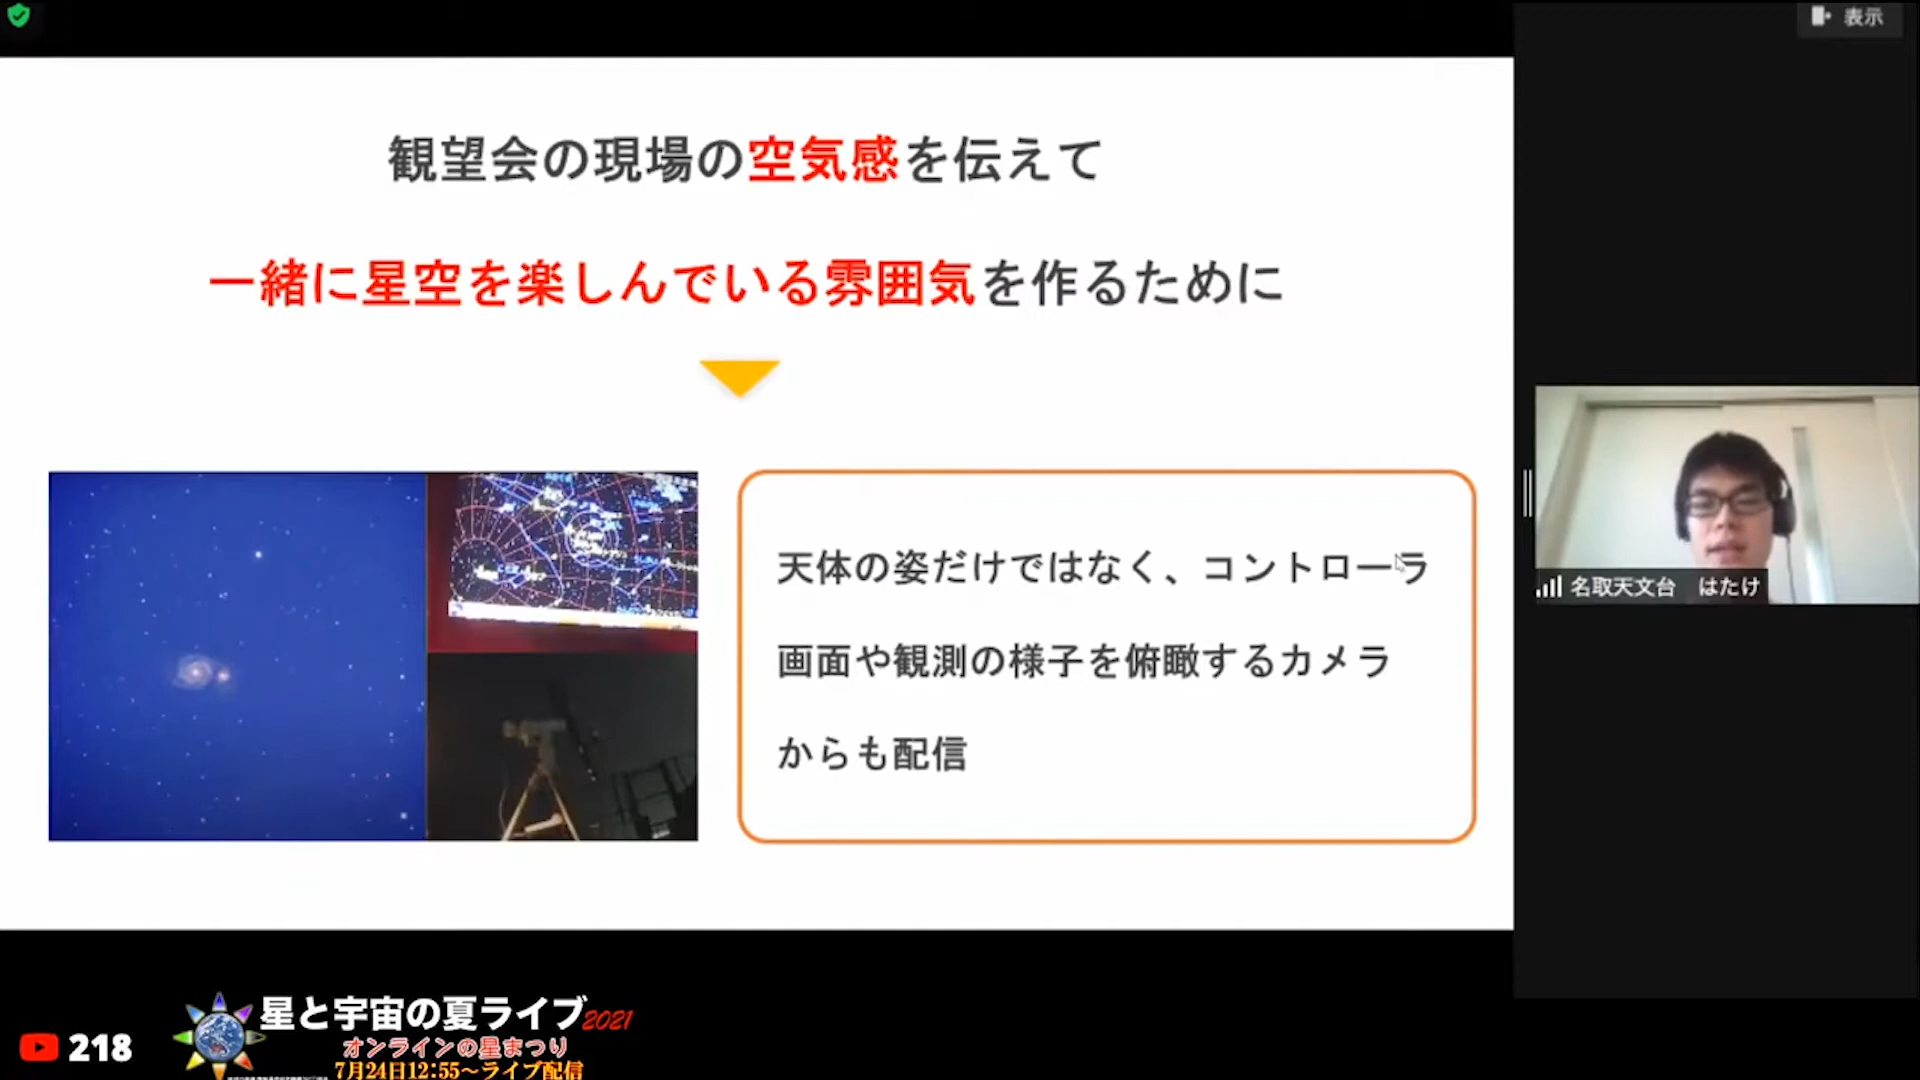 表示
観望会の現場の空気感を伝えて
一緒に星空を楽しんでいる雰囲気を作るために
天体の姿だけではなく、コントローラ
画面や観測の様子を俯瞰するカメラ
からも配信
名取天文台 はたけ
218
星と宇宙の夏ライブ2021
オンラインの星まつり
7月24日12:55～ライブ配信